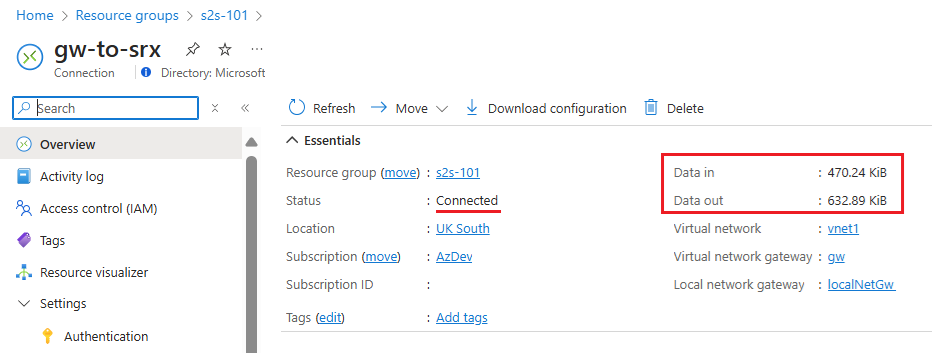 Home > Resource groups > s2s-101 >
gw-to-srx
Connection | Directory: Microsoft
Search
Overview
Activity log
Access control (IAM)
Tags
Resource visualizer
Settings
Authentication
Refresh Move Download configuration Delete
Essentials
Resource group (move) : s2s-101
Status : Connected
Location : UK South
Subscription (move) : AzDev
Subscription ID :
Tags (edit) : Add tags
Data in : 470.24 KiB
Data out : 632.89 KiB
Virtual network : vnet1
Virtual network gateway : gw
Local network gateway : localNetGw